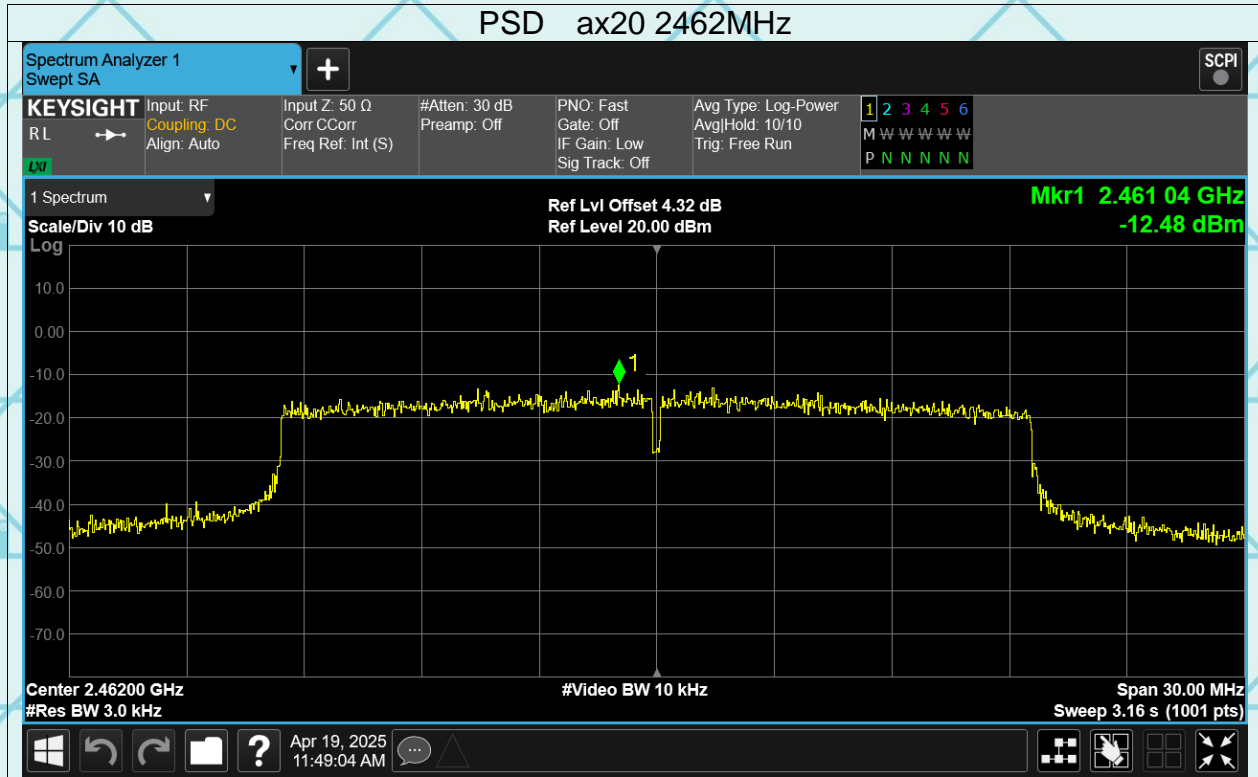 PSD ax20 2462MHz
Spectrum Analyzer 1
Swept SA
SCPI
KEYSIGHT
R L
LXI
Input: RF
Coupling: DC
Align: Auto
Input Z: 50 Ω
Corr CCorr
Freq Ref: Int (S)
#Atten: 30 dB
Preamp: Off
PNO: Fast
Gate: Off
IF Gain: Low
Sig Track: Off
Avg Type: Log-Power
Avg|Hold: 10/10
Trig: Free Run
1 2 3 4 5 6
M W W W W W
P N N N N N
1 Spectrum
Scale/Div 10 dB
Log
Ref Lvl Offset 4.32 dB
Ref Level 20.00 dBm
Mkr1 2.461 04 GHz
-12.48 dBm
10.0
0.00
-10.0
-20.0
-30.0
-40.0
-50.0
-60.0
-70.0
1
Center 2.46200 GHz
#Res BW 3.0 kHz
#Video BW 10 kHz
Span 30.00 MHz
Sweep 3.16 s (1001 pts)
?
Apr 19, 2025
11:49:04 AM